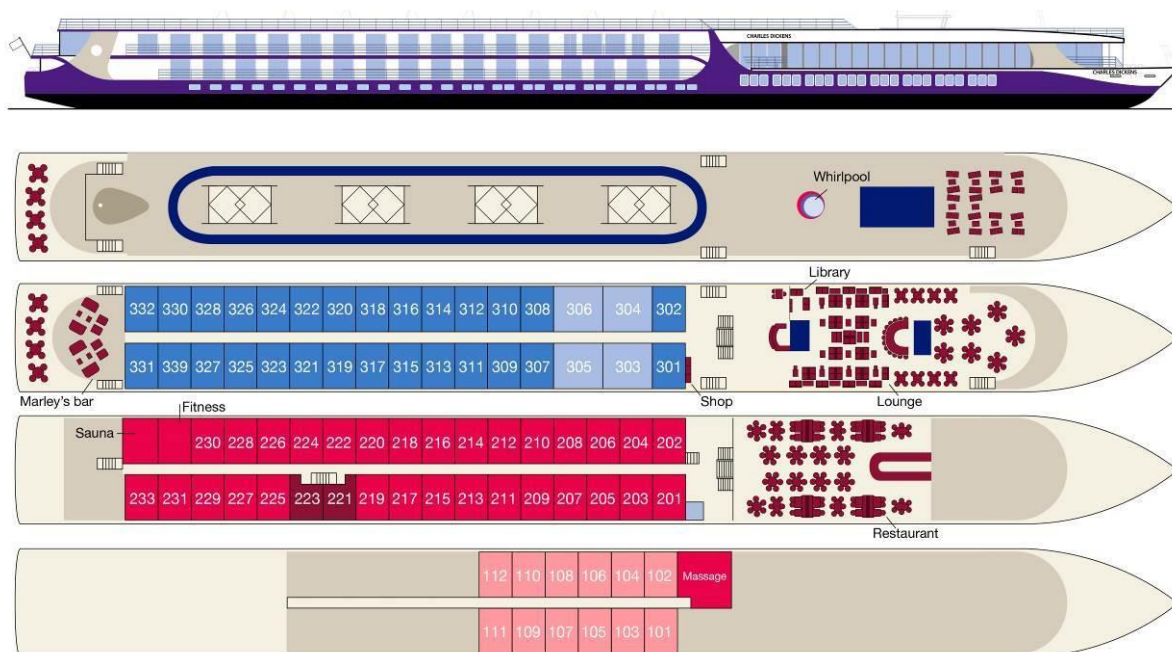 CHARLES DICKENS
CHARLES DICKENS
Whirlpool
Library
332 330 328 326 324 322 320 318 316 314 312 310 308 306 304 302
331 339 327 325 323 321 319 317 315 313 311 309 307 305 303 301
Marley's bar
Shop
Lounge
Fitness
Sauna
230 228 226 224 222 220 218 216 214 212 210 208 206 204 202
233 231 229 227 225 223 221 219 217 215 213 211 209 207 205 203 201
Restaurant
112 110 108 106 104 102 Massage
111 109 107 105 103 101